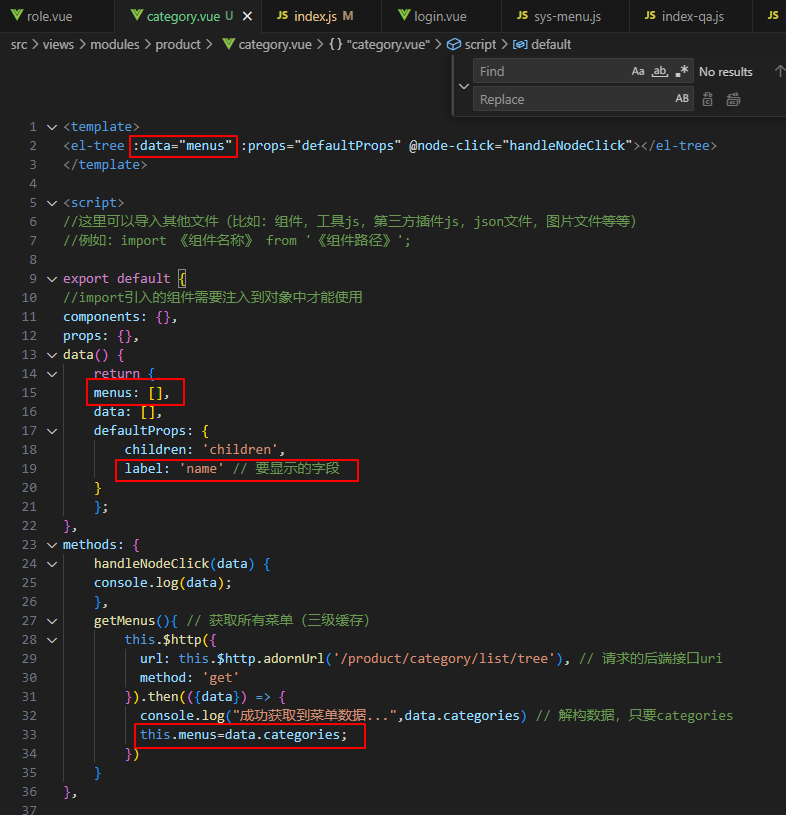 role.vue category.vue U index.js M login.vue sys-menu.js index-qa.js JS
src > views > modules > product > category.vue > {} "category.vue" > script > default
Find Aa ab .* No results
Replace AB
1 <template>
2 <el-tree :data="menus" :props="defaultProps" @node-click="handleNodeClick"></el-tree>
3 </template>
4
5 <script>
6 //这里可以导入其他文件（比如：组件，工具js，第三方插件js，json文件，图片文件等等）
7 //例如：import 《组件名称》 from '《组件路径》';
8
9 export default {
10 //import引入的组件需要注入到对象中才能使用
11 components: {},
12 props: {},
13 data() {
14 return {
15 menus: [],
16 data: [],
17 defaultProps: {
18 children: 'children',
19 label: 'name' // 要显示的字段
20 }
21 };
22 },
23 methods: {
24 handleNodeClick(data) {
25 console.log(data);
26 },
27 getMenus(){ // 获取所有菜单（三级缓存）
28 this.$http({
29 url: this.$http.adornUrl('/product/category/list/tree'), // 请求的后端接口uri
30 method: 'get'
31 }).then(({data}) => {
32 console.log("成功获取到菜单数据...",data.categories) // 解构数据，只要categories
33 this.menus=data.categories;
34 })
35 }
36 },
37